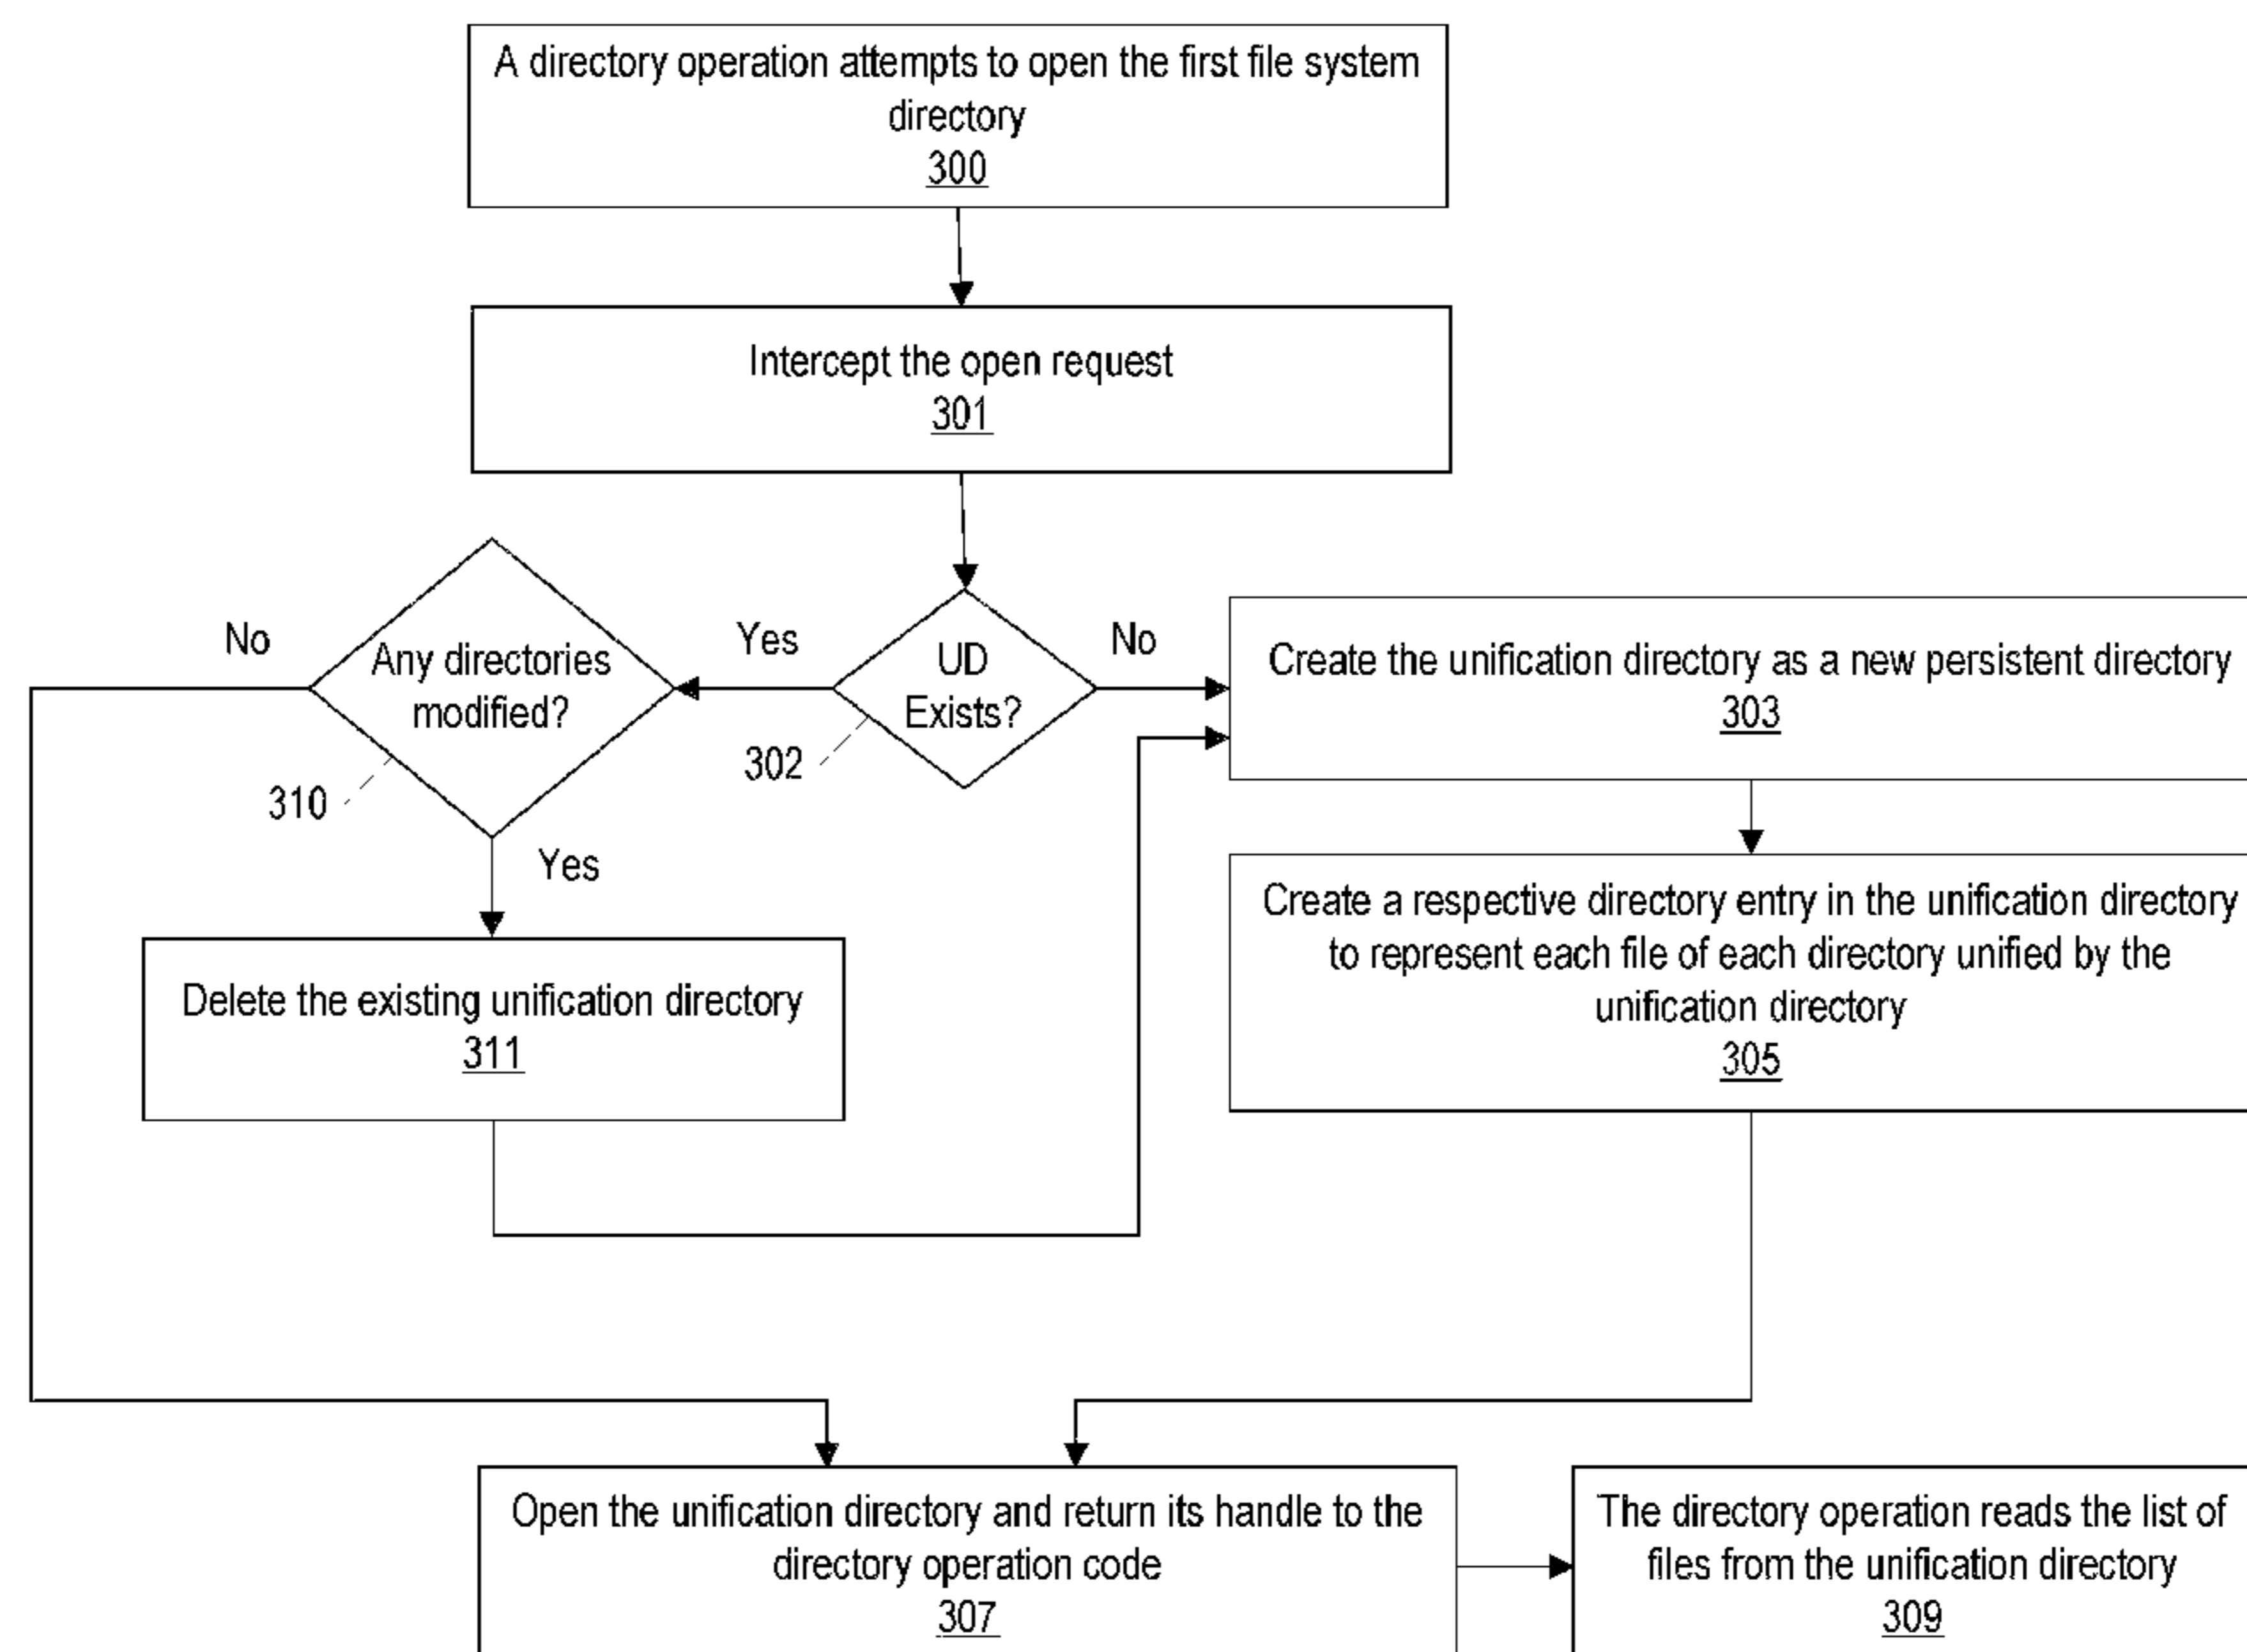 A directory operation attempts to open the first file system
directory
300
Intercept the open request
301
No
Any directories
modified?
310
Yes
UD
Exists?
302
No
Create the unification directory as a new persistent directory
303
Yes
Delete the existing unification directory
311
Create a respective directory entry in the unification directory
to represent each file of each directory unified by the
unification directory
305
Open the unification directory and return its handle to the
directory operation code
307
The directory operation reads the list of
files from the unification directory
309